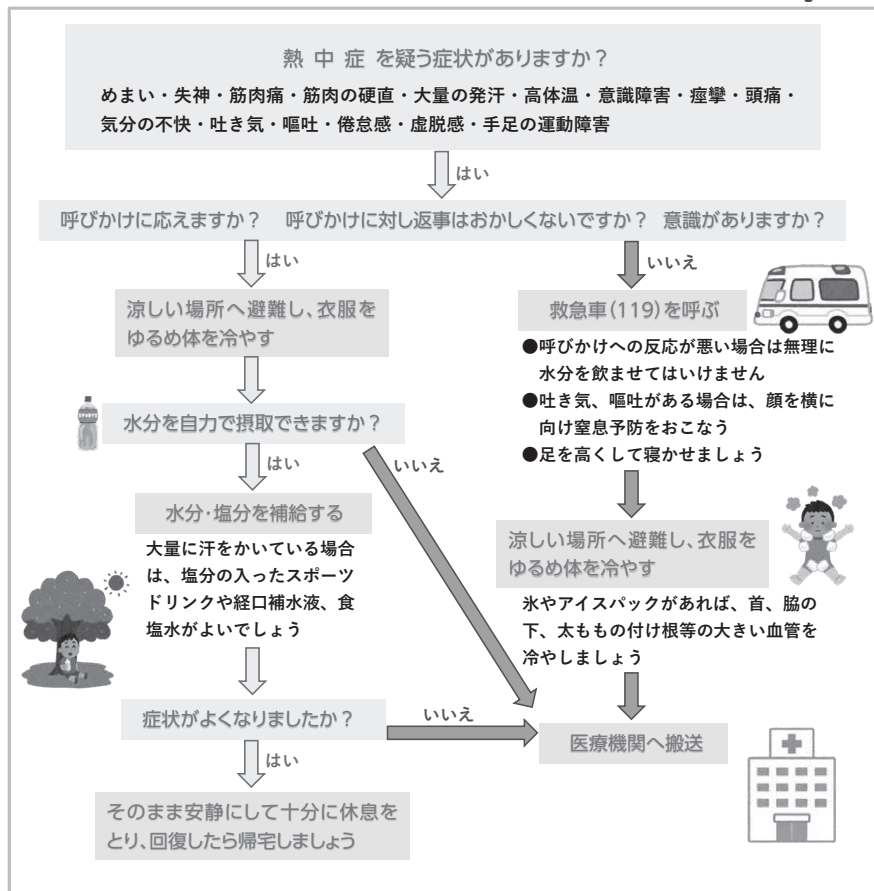 熱 中 症 を疑う症状がありますか？
めまい・失神・筋肉痛・筋肉の硬直・大量の発汗・高体温・意識障害・痙攣・頭痛・
気分の不快・吐き気・嘔吐・倦怠感・虚脱感・手足の運動障害
はい
呼びかけに応えますか？　呼びかけに対し返事はおかしくないですか？　意識がありますか？
はい
涼しい場所へ避難し、衣服を
ゆるめ体を冷やす
水分を自力で摂取できますか？
はい
いいえ
水分・塩分を補給する
大量に汗をかいている場合
は、塩分の入ったスポーツ
ドリンクや経口補水液、食
塩水がよいでしょう
症状がよくなりましたか？
いいえ
はい
そのまま安静にして十分に休息を
とり、回復したら帰宅しましょう
いいえ
救急車（119）を呼ぶ
●呼びかけへの反応が悪い場合は無理に
水分を飲ませてはいけません
●吐き気、嘔吐がある場合は、顔を横に
向け窒息予防をおこなう
●足を高くして寝かせましょう
涼しい場所へ避難し、衣服を
ゆるめ体を冷やす
氷やアイスパックがあれば、首、脇の
下、太ももの付け根等の大きい血管を
冷やしましょう
医療機関へ搬送